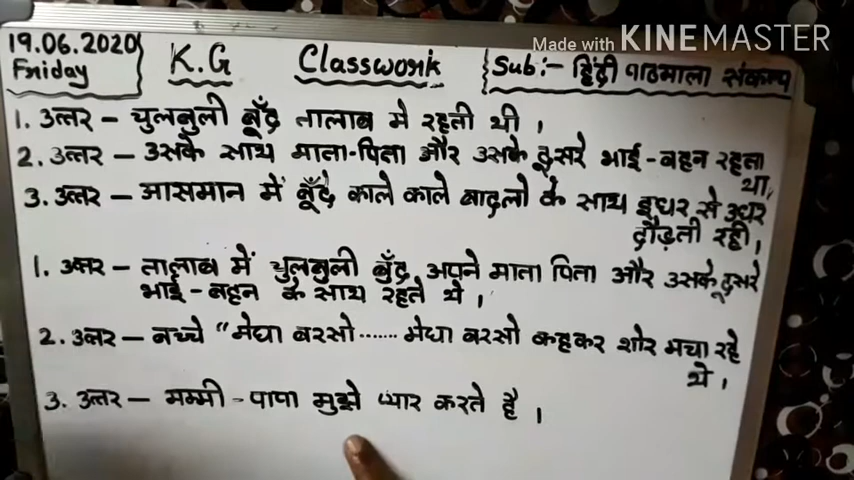 Made with KINEMASTER
19.06.2020 K.G Classwork Sub:- हिंदी पाठमाला संकल्प
Friday
1. उत्तर - चुलबुली बूँद तालाब मे रहती थी ।
2. उत्तर - उसके साथ माता-पिता और उसके दूसरे भाई-बहन रहता
था,
3. उत्तर - आसमान में बूँदे काले काले बादलो के साथ इधर से उधर
दौड़ती रही,
1. उत्तर - तालाब में चुलबुली बुँद अपने माता पिता और उसके दूसरे
भाई-बहन के साथ रहते थे ।
2. उत्तर - बच्चे "मेघा बरसो...... मेघा बरसो कहकर शोर मचा रहे
थे ।
3. उत्तर - मम्मी-पापा मुझे प्यार करते है ।